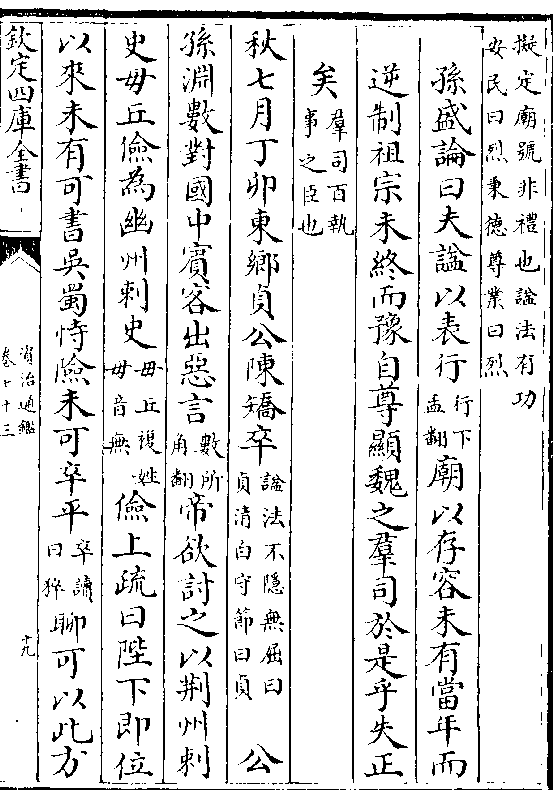 擬定廟號非禮也諡法有功
安民曰烈秉德尊業曰烈
孫盛論曰夫諡以表行行下孟翻廟以存容未有當年而
逆制祖宗未終而豫自尊顯魏之羣司於是乎失正
矣羣司百執事之臣也
秋七月丁卯東鄉貞公陳矯卒諡法不隱無屈曰貞清白守節曰貞　公
孫淵數對國中賓客出惡言數所角翻帝欲討之以荆州刺
史毋丘儉為幽州刺史毋丘複姓毋音無儉上疏曰陛下即位
以來未有可書吳蜀恃險未可卒平卒讀曰猝聊可以此方
欽定四庫全書
資治通鑑
卷七十三
十九